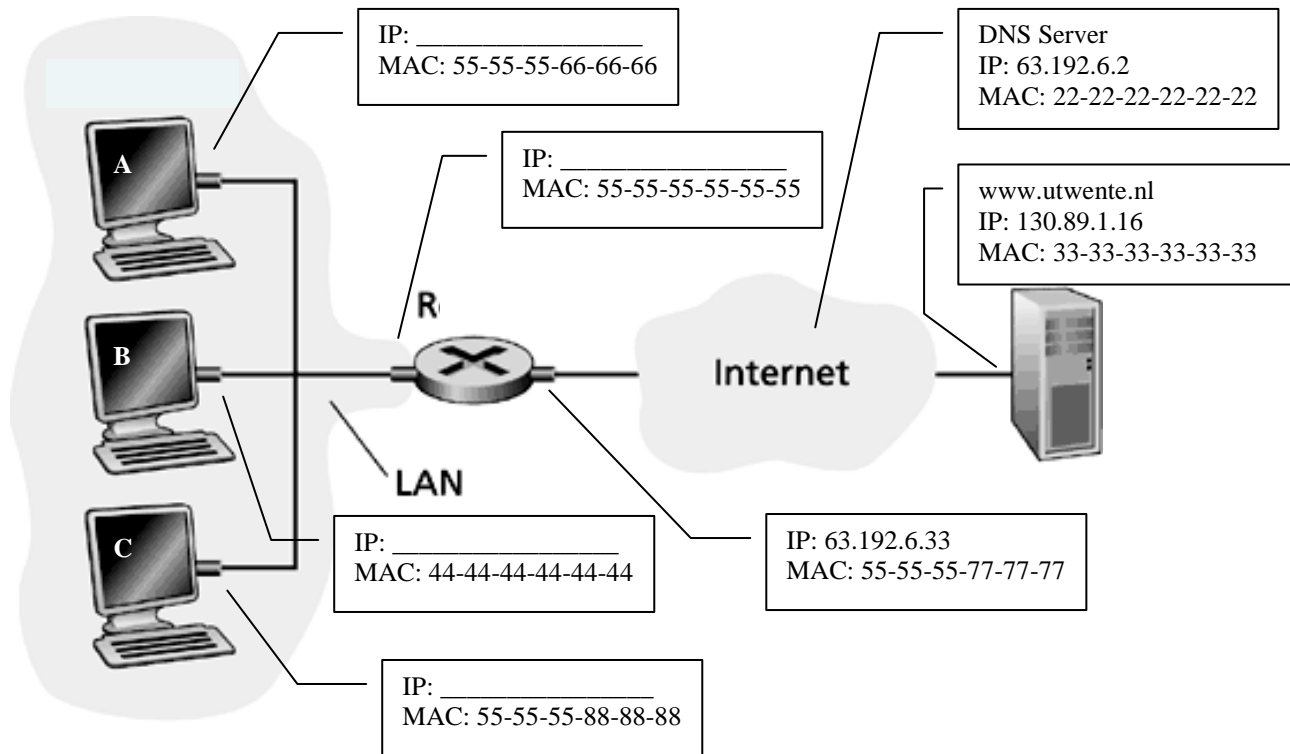 IP: _________________
MAC: 55-55-55-66-66-66
DNS Server
IP: 63.192.6.2
MAC: 22-22-22-22-22-22
A
IP: _________________
MAC: 55-55-55-55-55-55
www.utwente.nl
IP: 130.89.1.16
MAC: 33-33-33-33-33-33
R
B
Internet
LAN
C
IP: _________________
MAC: 44-44-44-44-44-44
IP: 63.192.6.33
MAC: 55-55-55-77-77-77
IP: ________________
MAC: 55-55-55-88-88-88